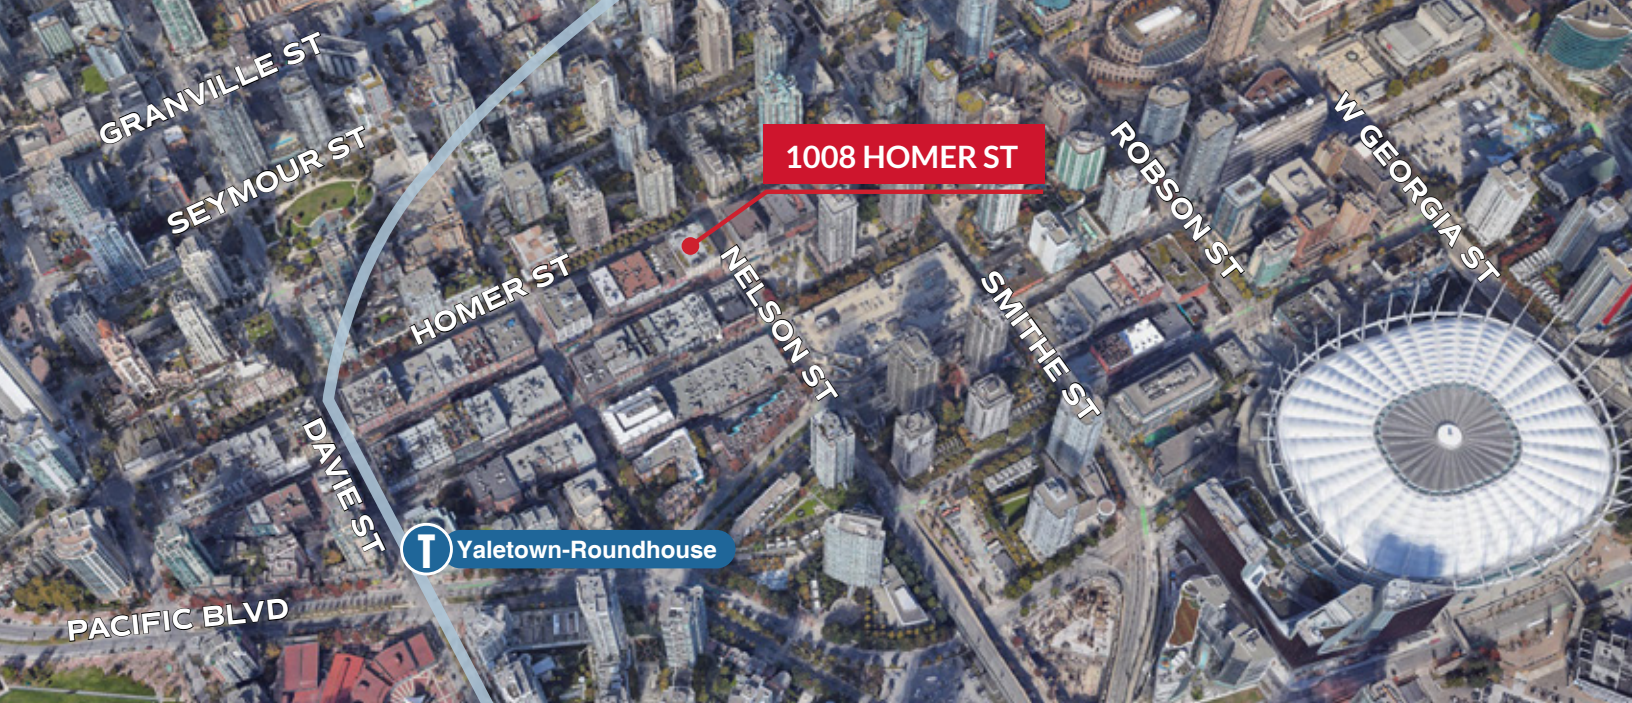 GRANVILLE ST
SEYMOUR ST
1008 HOMER ST
ROBSON ST
W GEORGIA ST
HOMER ST
NELSON ST
SMITHE ST
DAVIE ST
T Yaletown-Roundhouse
PACIFIC BLVD